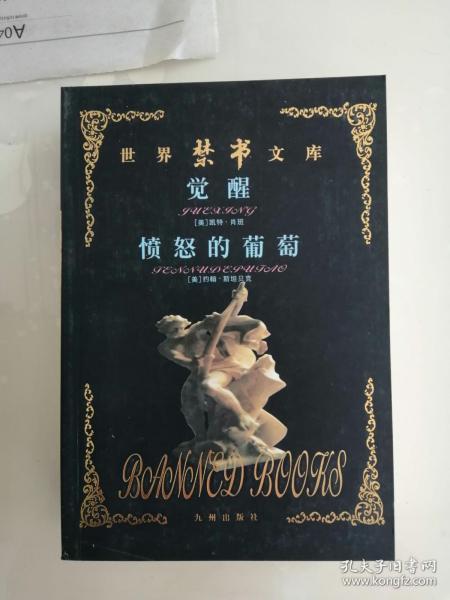 A04
世界禁书文库
觉醒
JUEXING
[美]凯特·肖班
愤怒的葡萄
FENNUDEPUTAO
[美]约翰·斯坦贝克
BANNED BOOKS
九州出版社
孔夫子旧书网
www.kongfz.com